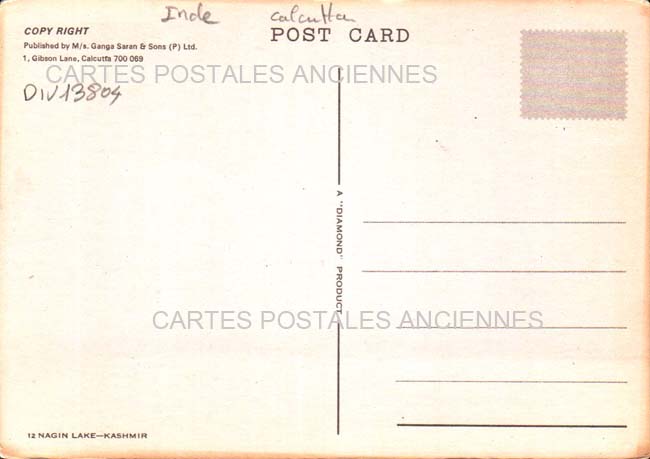 Inde calcutta
COPY RIGHT
POST CARD
Published by M/s. Ganga Saran & Sons (P) Ltd.
1, Gibson Lane, Calcutta 700 069
CARTES POSTALES ANCIENNES
DIV13804
A "DIAMOND" PRODUCT
CARTES POSTALES ANCIENNES
12 NAGIN LAKE—KASHMIR